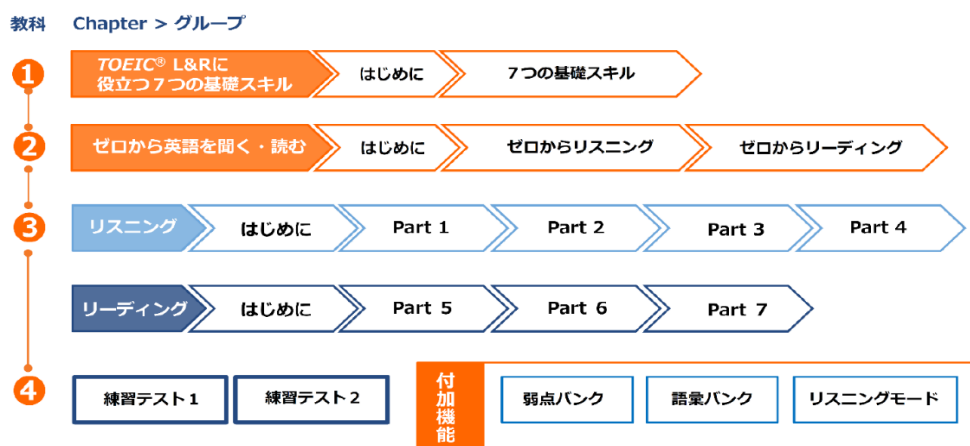 教科 Chapter > グループ
1 TOEIC® L&Rに
役立つ７つの基礎スキル はじめに ７つの基礎スキル
2 ゼロから英語を聞く・読む はじめに ゼロからリスニング ゼロからリーディング
3 リスニング はじめに Part 1 Part 2 Part 3 Part 4
リーディング はじめに Part 5 Part 6 Part 7
4 練習テスト１ 練習テスト２ 付加機能 弱点バンク 語彙バンク リスニングモード